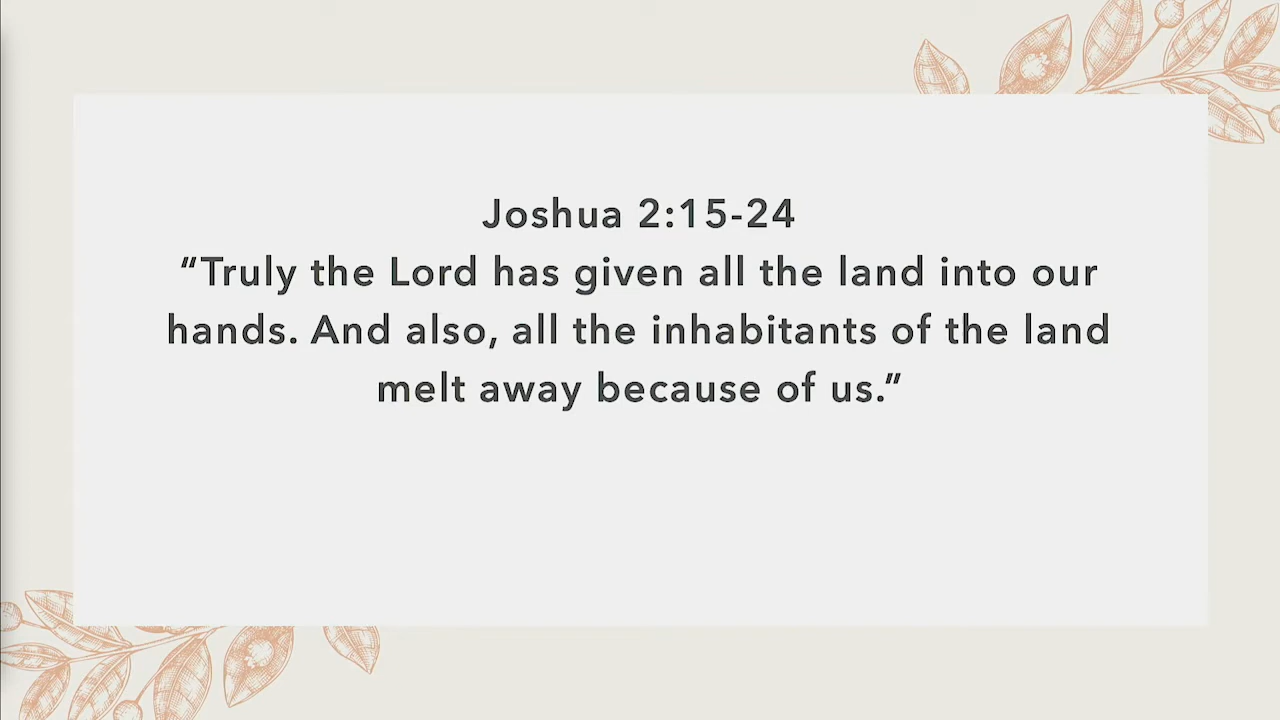 Joshua 2:15-24
“Truly the Lord has given all the land into our
hands. And also, all the inhabitants of the land
melt away because of us.”